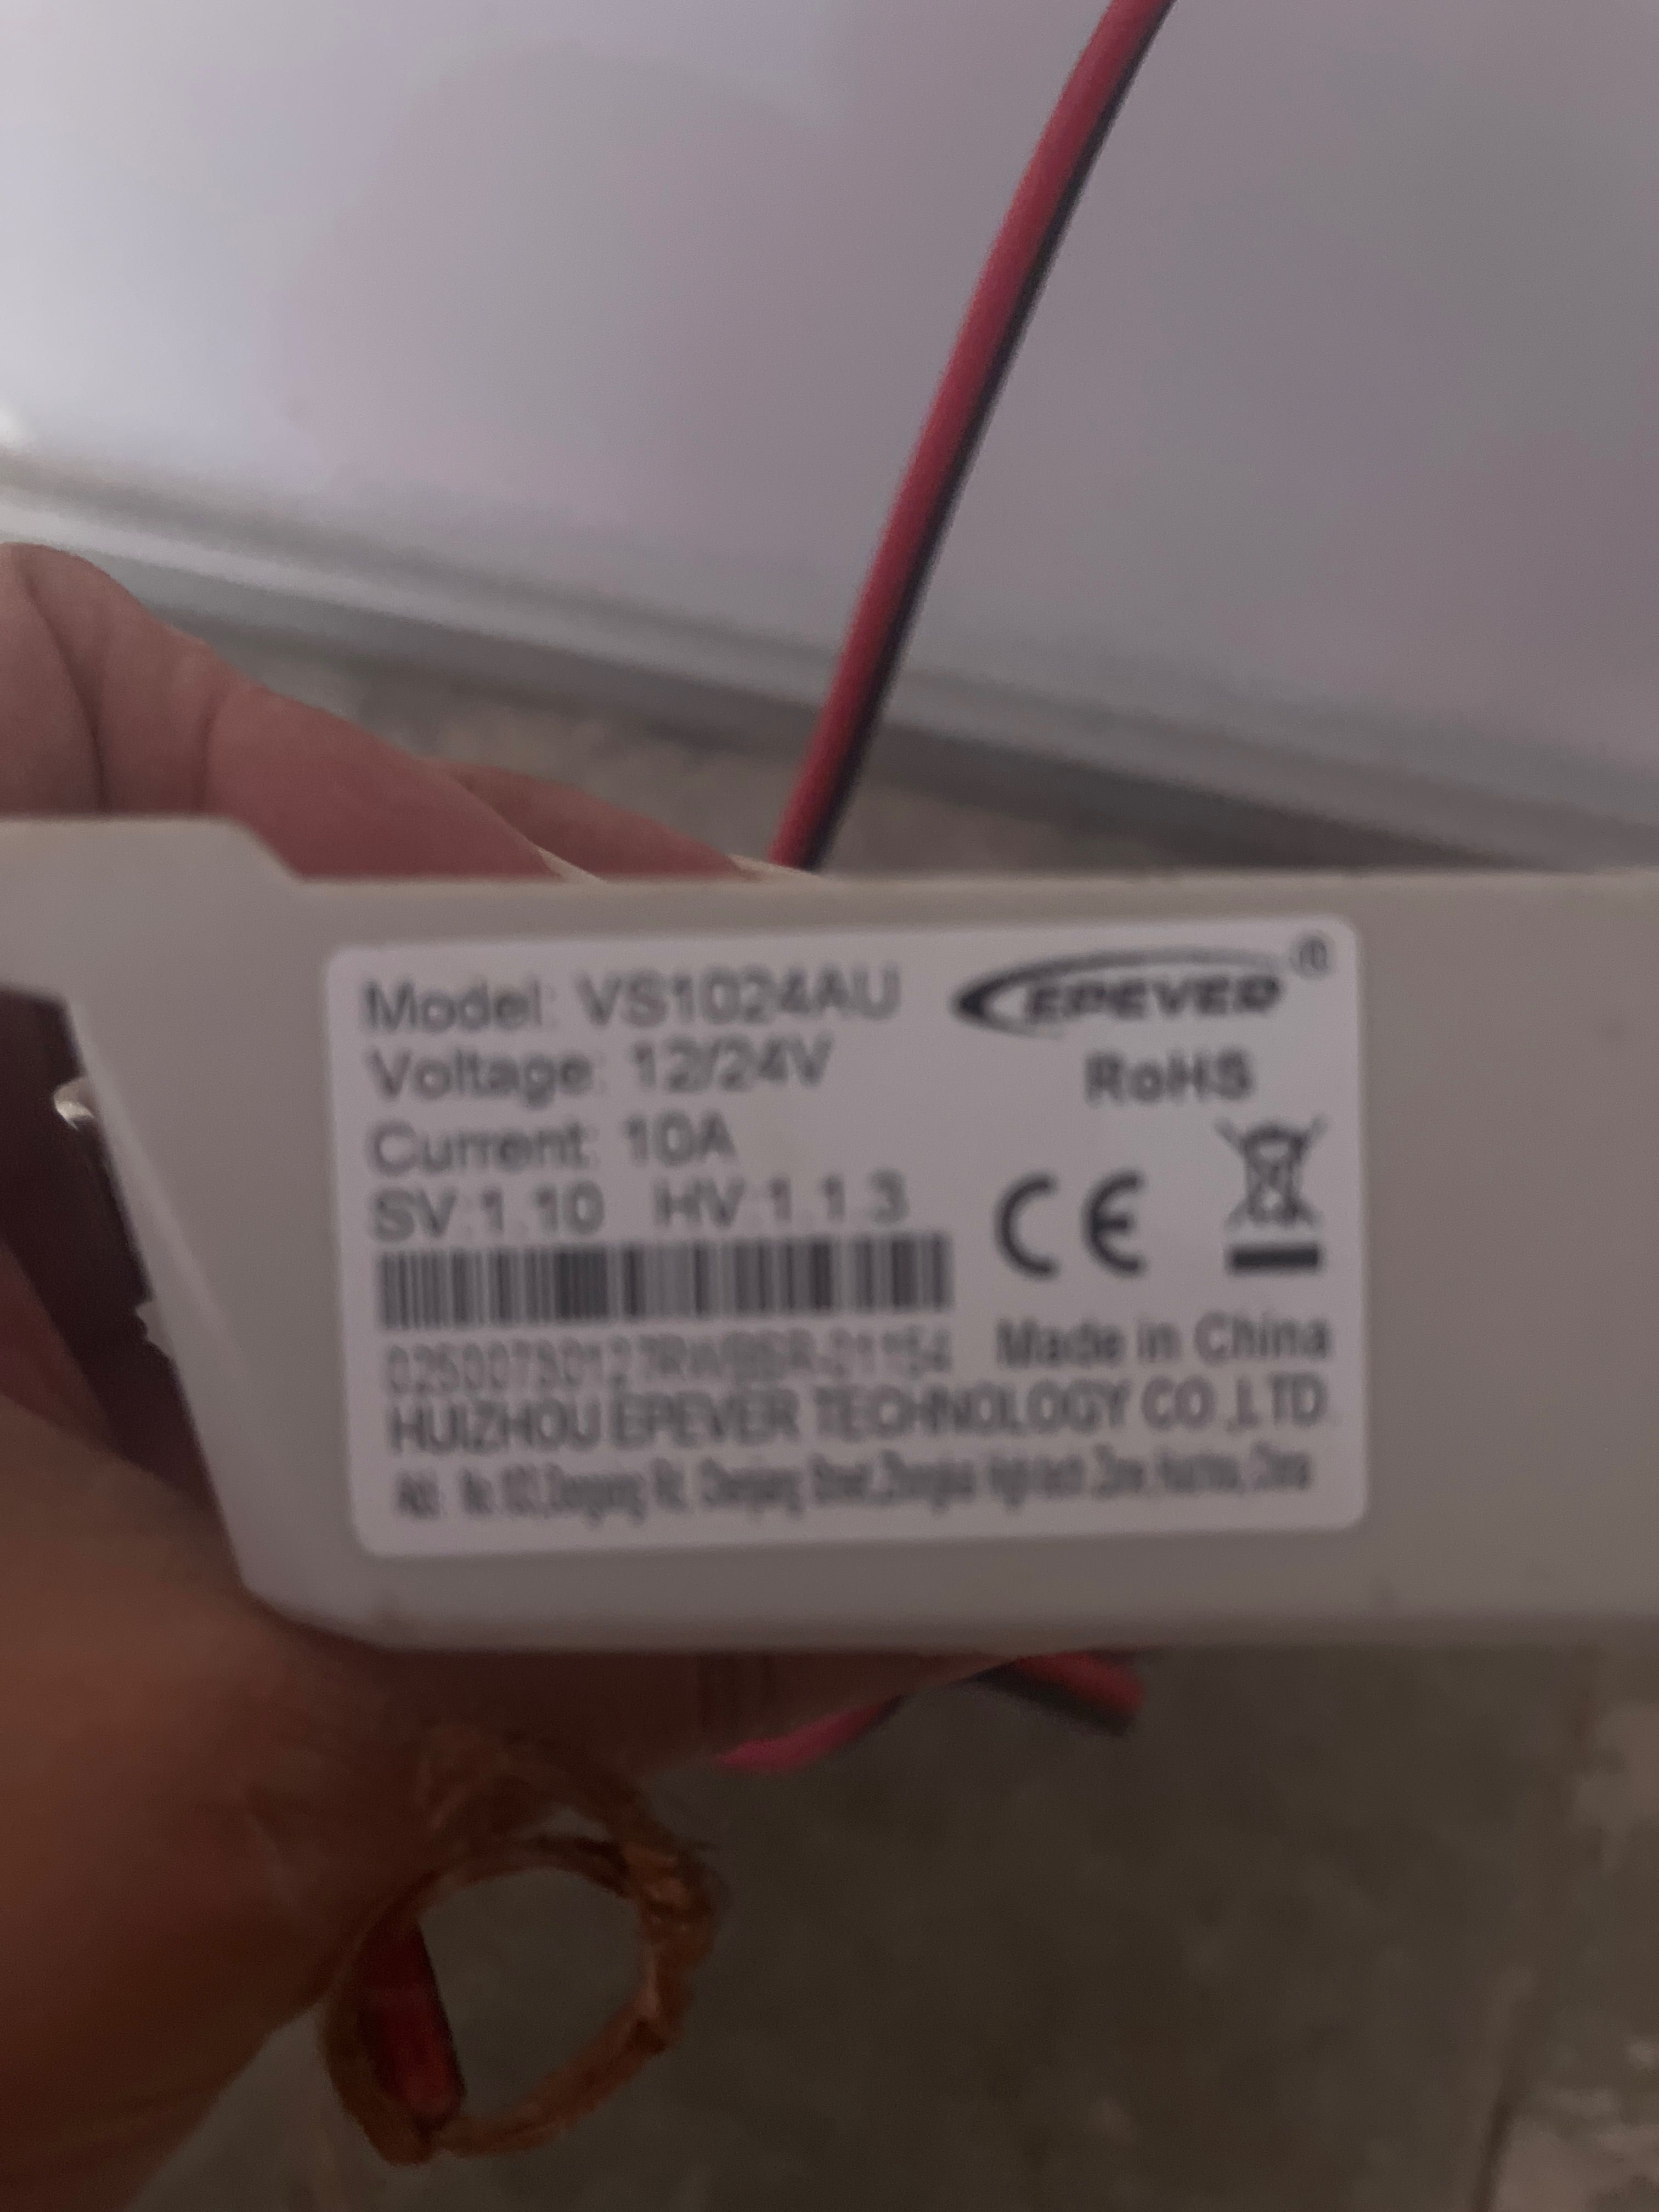 Model: VS1024AU
EPEVER®
Voltage: 12/24V
RoHS
Current: 10A
SV:1.10 HV:1.1.3
CE
Made in China
HUIZHOU EPEVER TECHNOLOGY CO.,LTD.